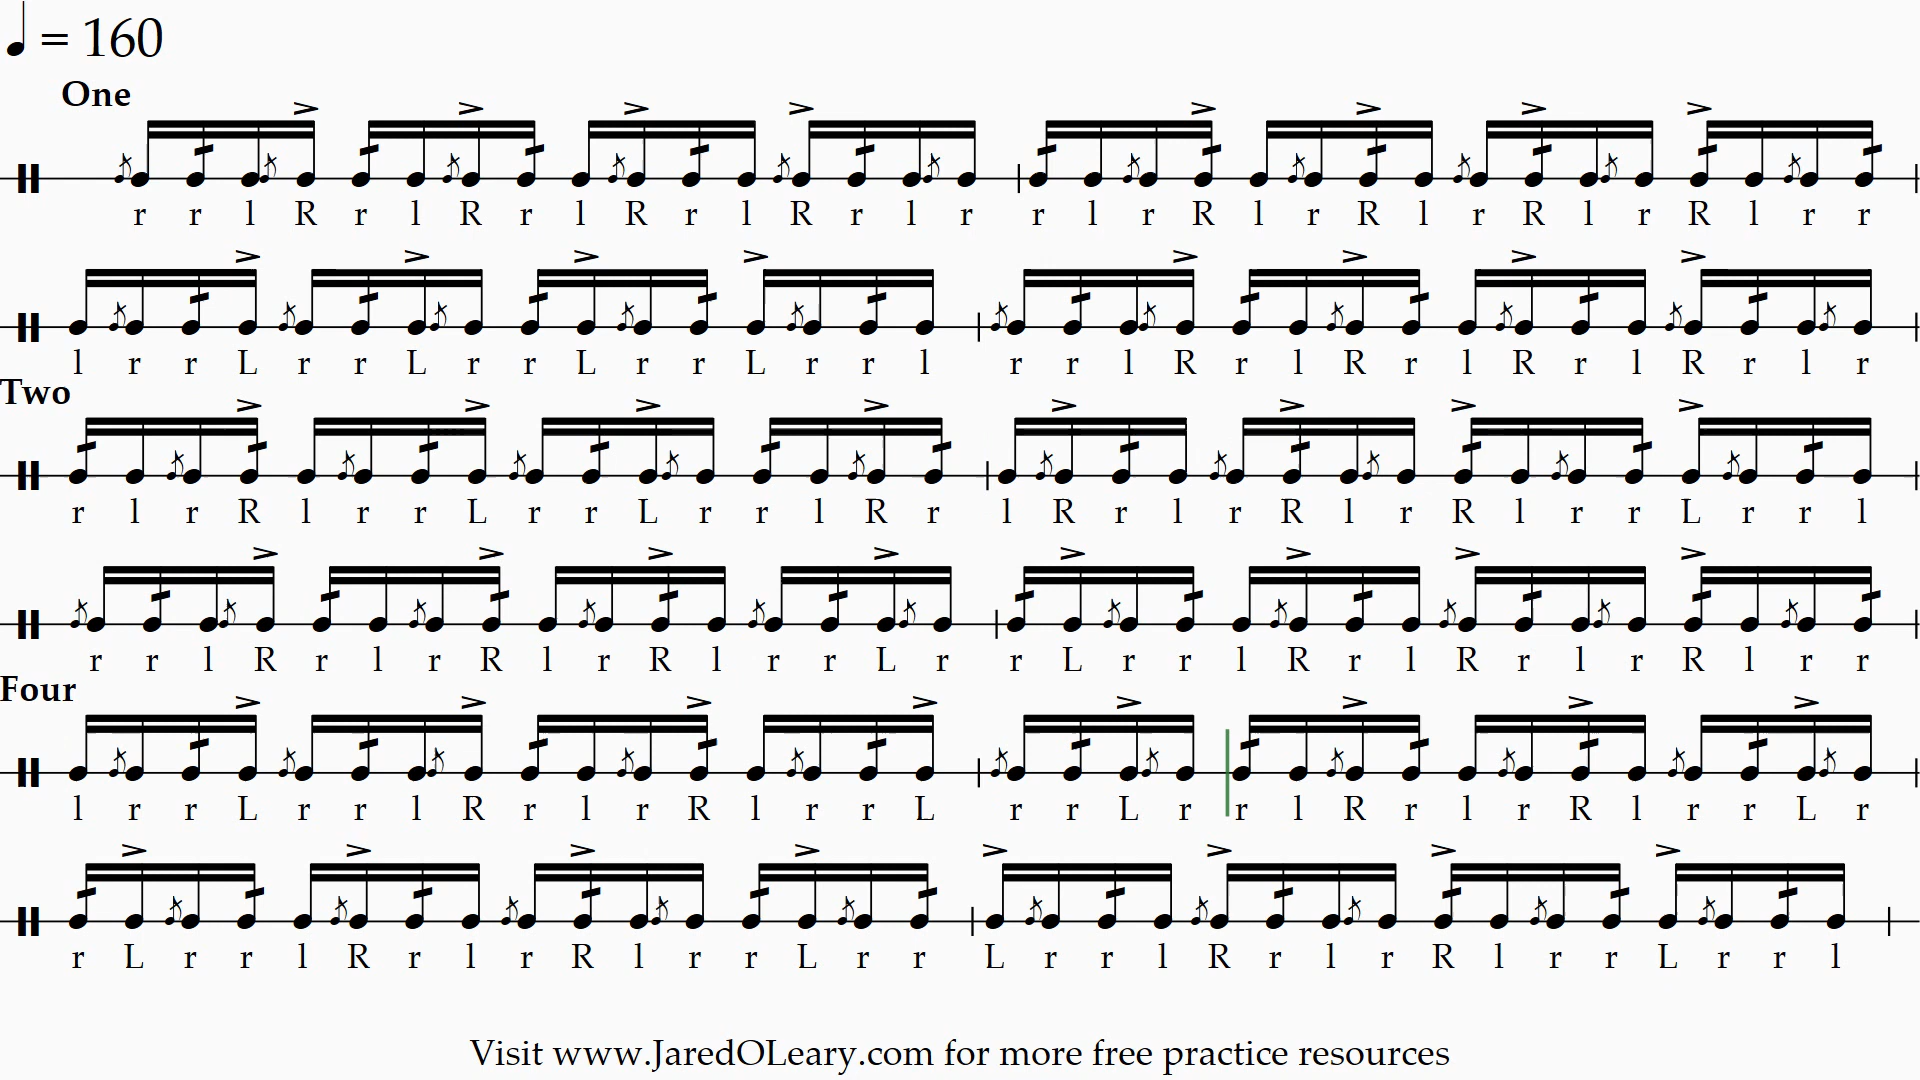 = 160
One
r r l R r l R r l R r l R r l r r l r R l r R l r R l r R l r r
l r r L r r L r r L r r L r r l r r l R r l R r l R r l R r l r
Two
r l r R l r r L r r L r r l R r l R r l r R l r R l r r L r r l
r r l R r l r R l r R l r r L r r L r r l R r l R r l r R l r r
Four
l r r L r r l R r l R l r r L r r L r r l R r l r R l r r L r
r L r r l R r l r R l r r L r r L r r l R r l r R l r r L r r l
Visit www.JaredOLeary.com for more free practice resources